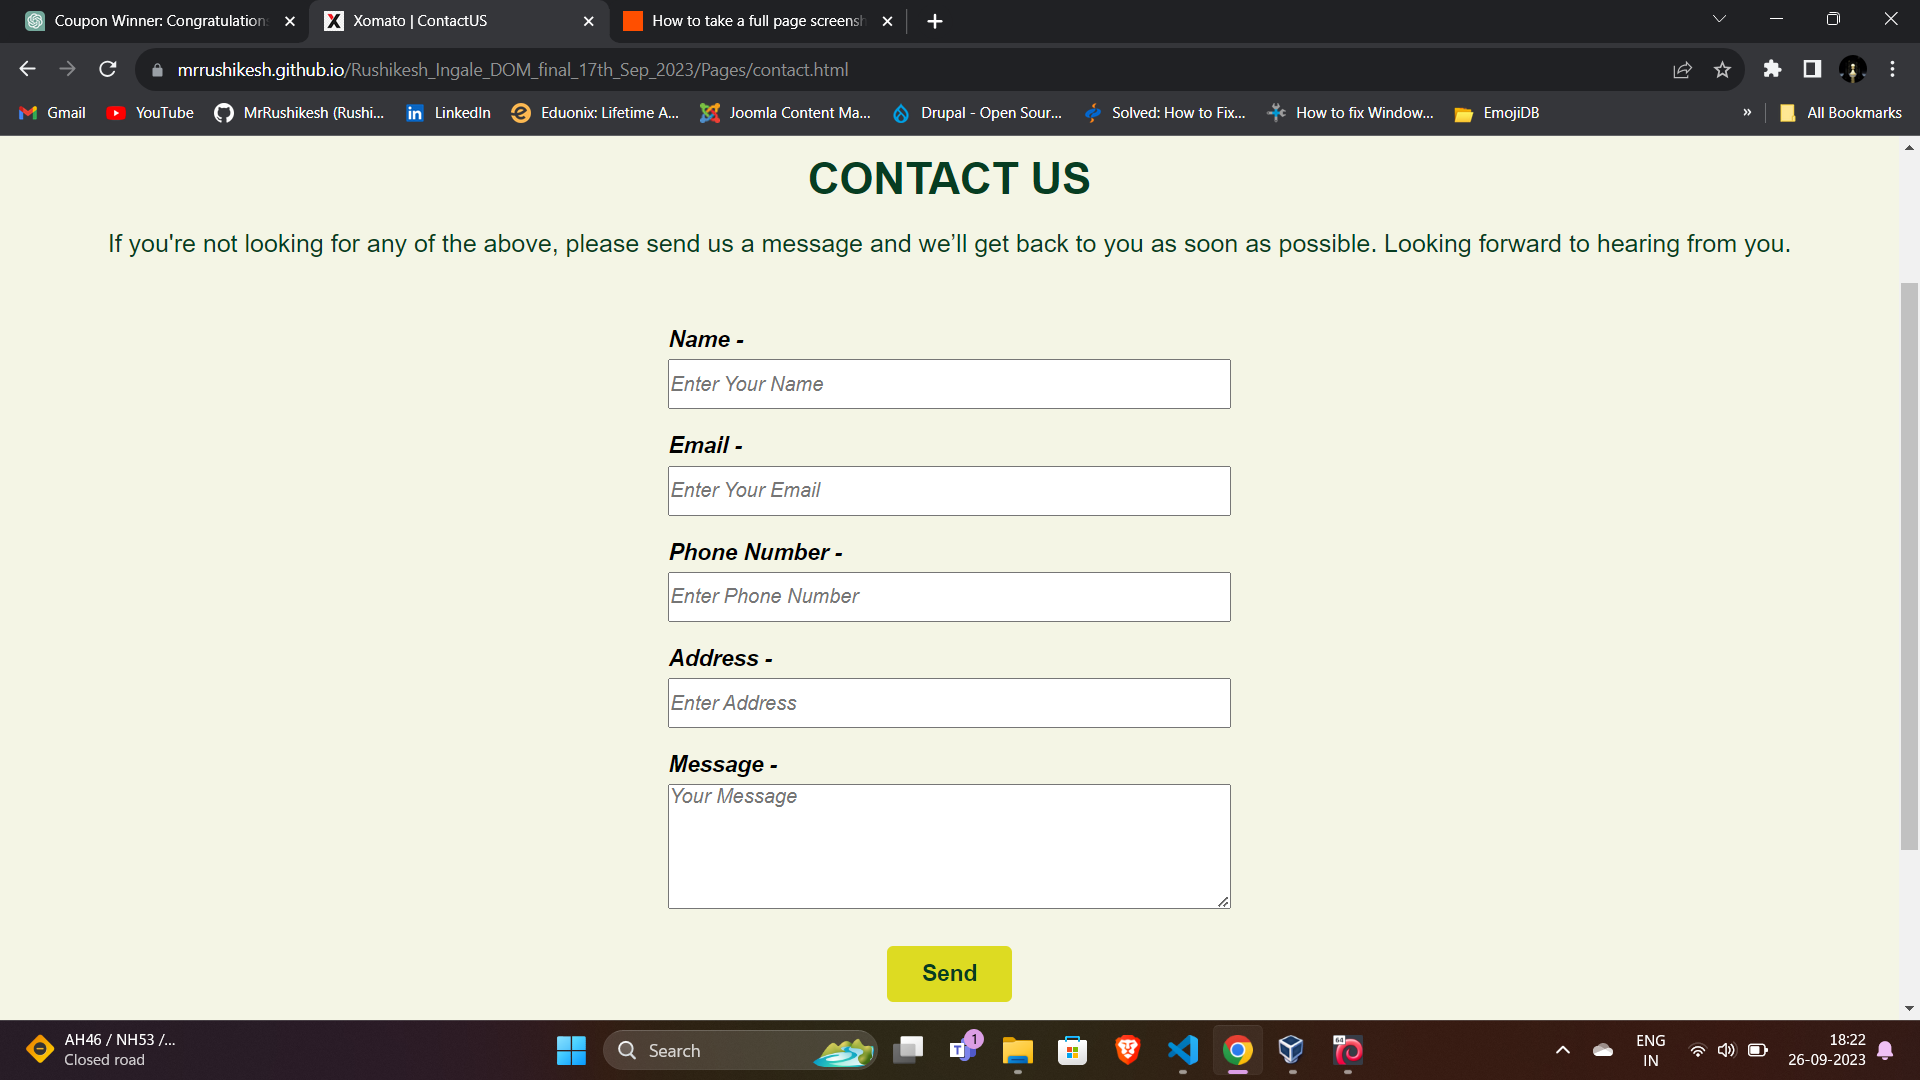 Coupon Winner: Congratulation
Xomato | ContactUS
How to take a full page screensh
mrrushikesh.github.io/Rushikesh_Ingale_DOM_final_17th_Sep_2023/Pages/contact.html
Gmail
YouTube
MrRushikesh (Rushi...
LinkedIn
Eduonix: Lifetime A...
Joomla Content Ma...
Drupal - Open Sour...
Solved: How to Fix...
How to fix Window...
EmojiDB
»
All Bookmarks
CONTACT US
If you're not looking for any of the above, please send us a message and we’ll get back to you as soon as possible. Looking forward to hearing from you.
Name -
Enter Your Name
Email -
Enter Your Email
Phone Number -
Enter Phone Number
Address -
Enter Address
Message -
Your Message
Send
AH46 / NH53 /...
Closed road
Search
1
64
ENG
IN
18:22
26-09-2023